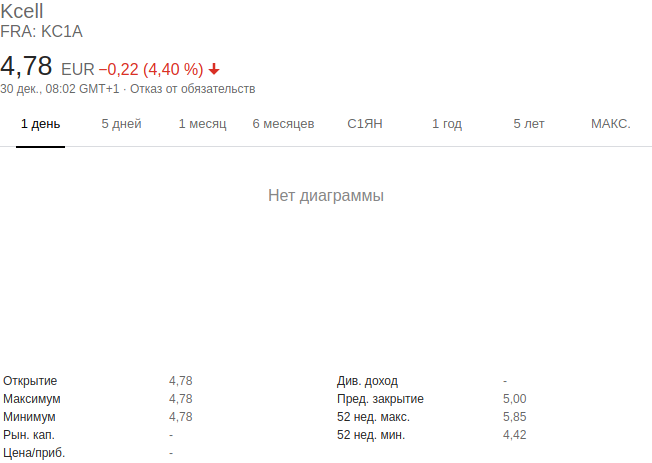 Kcell
FRA: KC1A
4,78 EUR −0,22 (4,40 %)
30 дек., 08:02 GMT+1 · Отказ от обязательств
1 день 5 дней 1 месяц 6 месяцев С1ЯН 1 год 5 лет МАКС.
Нет диаграммы
Открытие 4,78 Див. доход -
Максимум 4,78 Пред. закрытие 5,00
Минимум 4,78 52 нед. макс. 5,85
Рын. кап. - 52 нед. мин. 4,42
Цена/приб. -